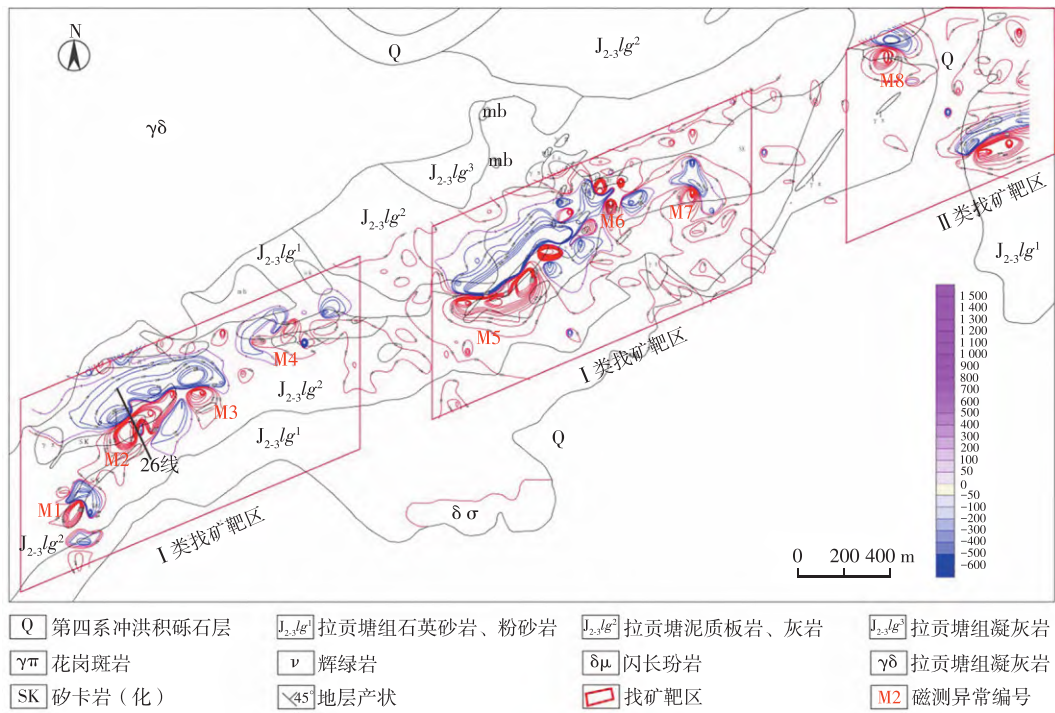 N
Q
J₂₋₃lg²
Q
M8
γδ
mb
mb
J₂₋₃lg³
J₂₋₃lg²
M6
M7
II类找矿靶区
J₂₋₃lg¹
J₂₋₃lg¹
mb
M5
I类找矿靶区
M4
J₂₋₃lg²
M3
J₂₋₃lg¹
SK
M2
26线
Q
M1
J₂₋₃lg²
I类找矿靶区
δσ
0 200 400 m
1 500
1 400
1 300
1 200
1 100
1 000
900
800
700
600
500
400
300
200
100
50
0
-50
-100
-200
-300
-400
-500
-600
Q 第四系冲洪积砾石层 J₂₋₃lg¹ 拉贡塘组石英砂岩、粉砂岩 J₂₋₃lg² 拉贡塘泥质板岩、灰岩 J₂₋₃lg³ 拉贡塘组凝灰岩
γπ 花岗斑岩 ν 辉绿岩 δμ 闪长玢岩 γδ 拉贡塘组凝灰岩
SK 矽卡岩（化） 45° 地层产状 找矿靶区 M2 磁测异常编号